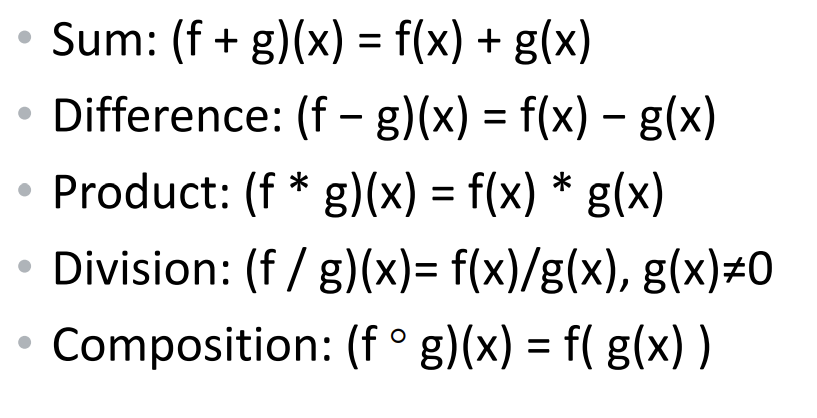 • Sum: (f + g)(x) = f(x) + g(x)
• Difference: (f – g)(x) = f(x) – g(x)
• Product: (f * g)(x) = f(x) * g(x)
• Division: (f / g)(x)= f(x)/g(x), g(x)≠0
• Composition: (f ° g)(x) = f( g(x) )